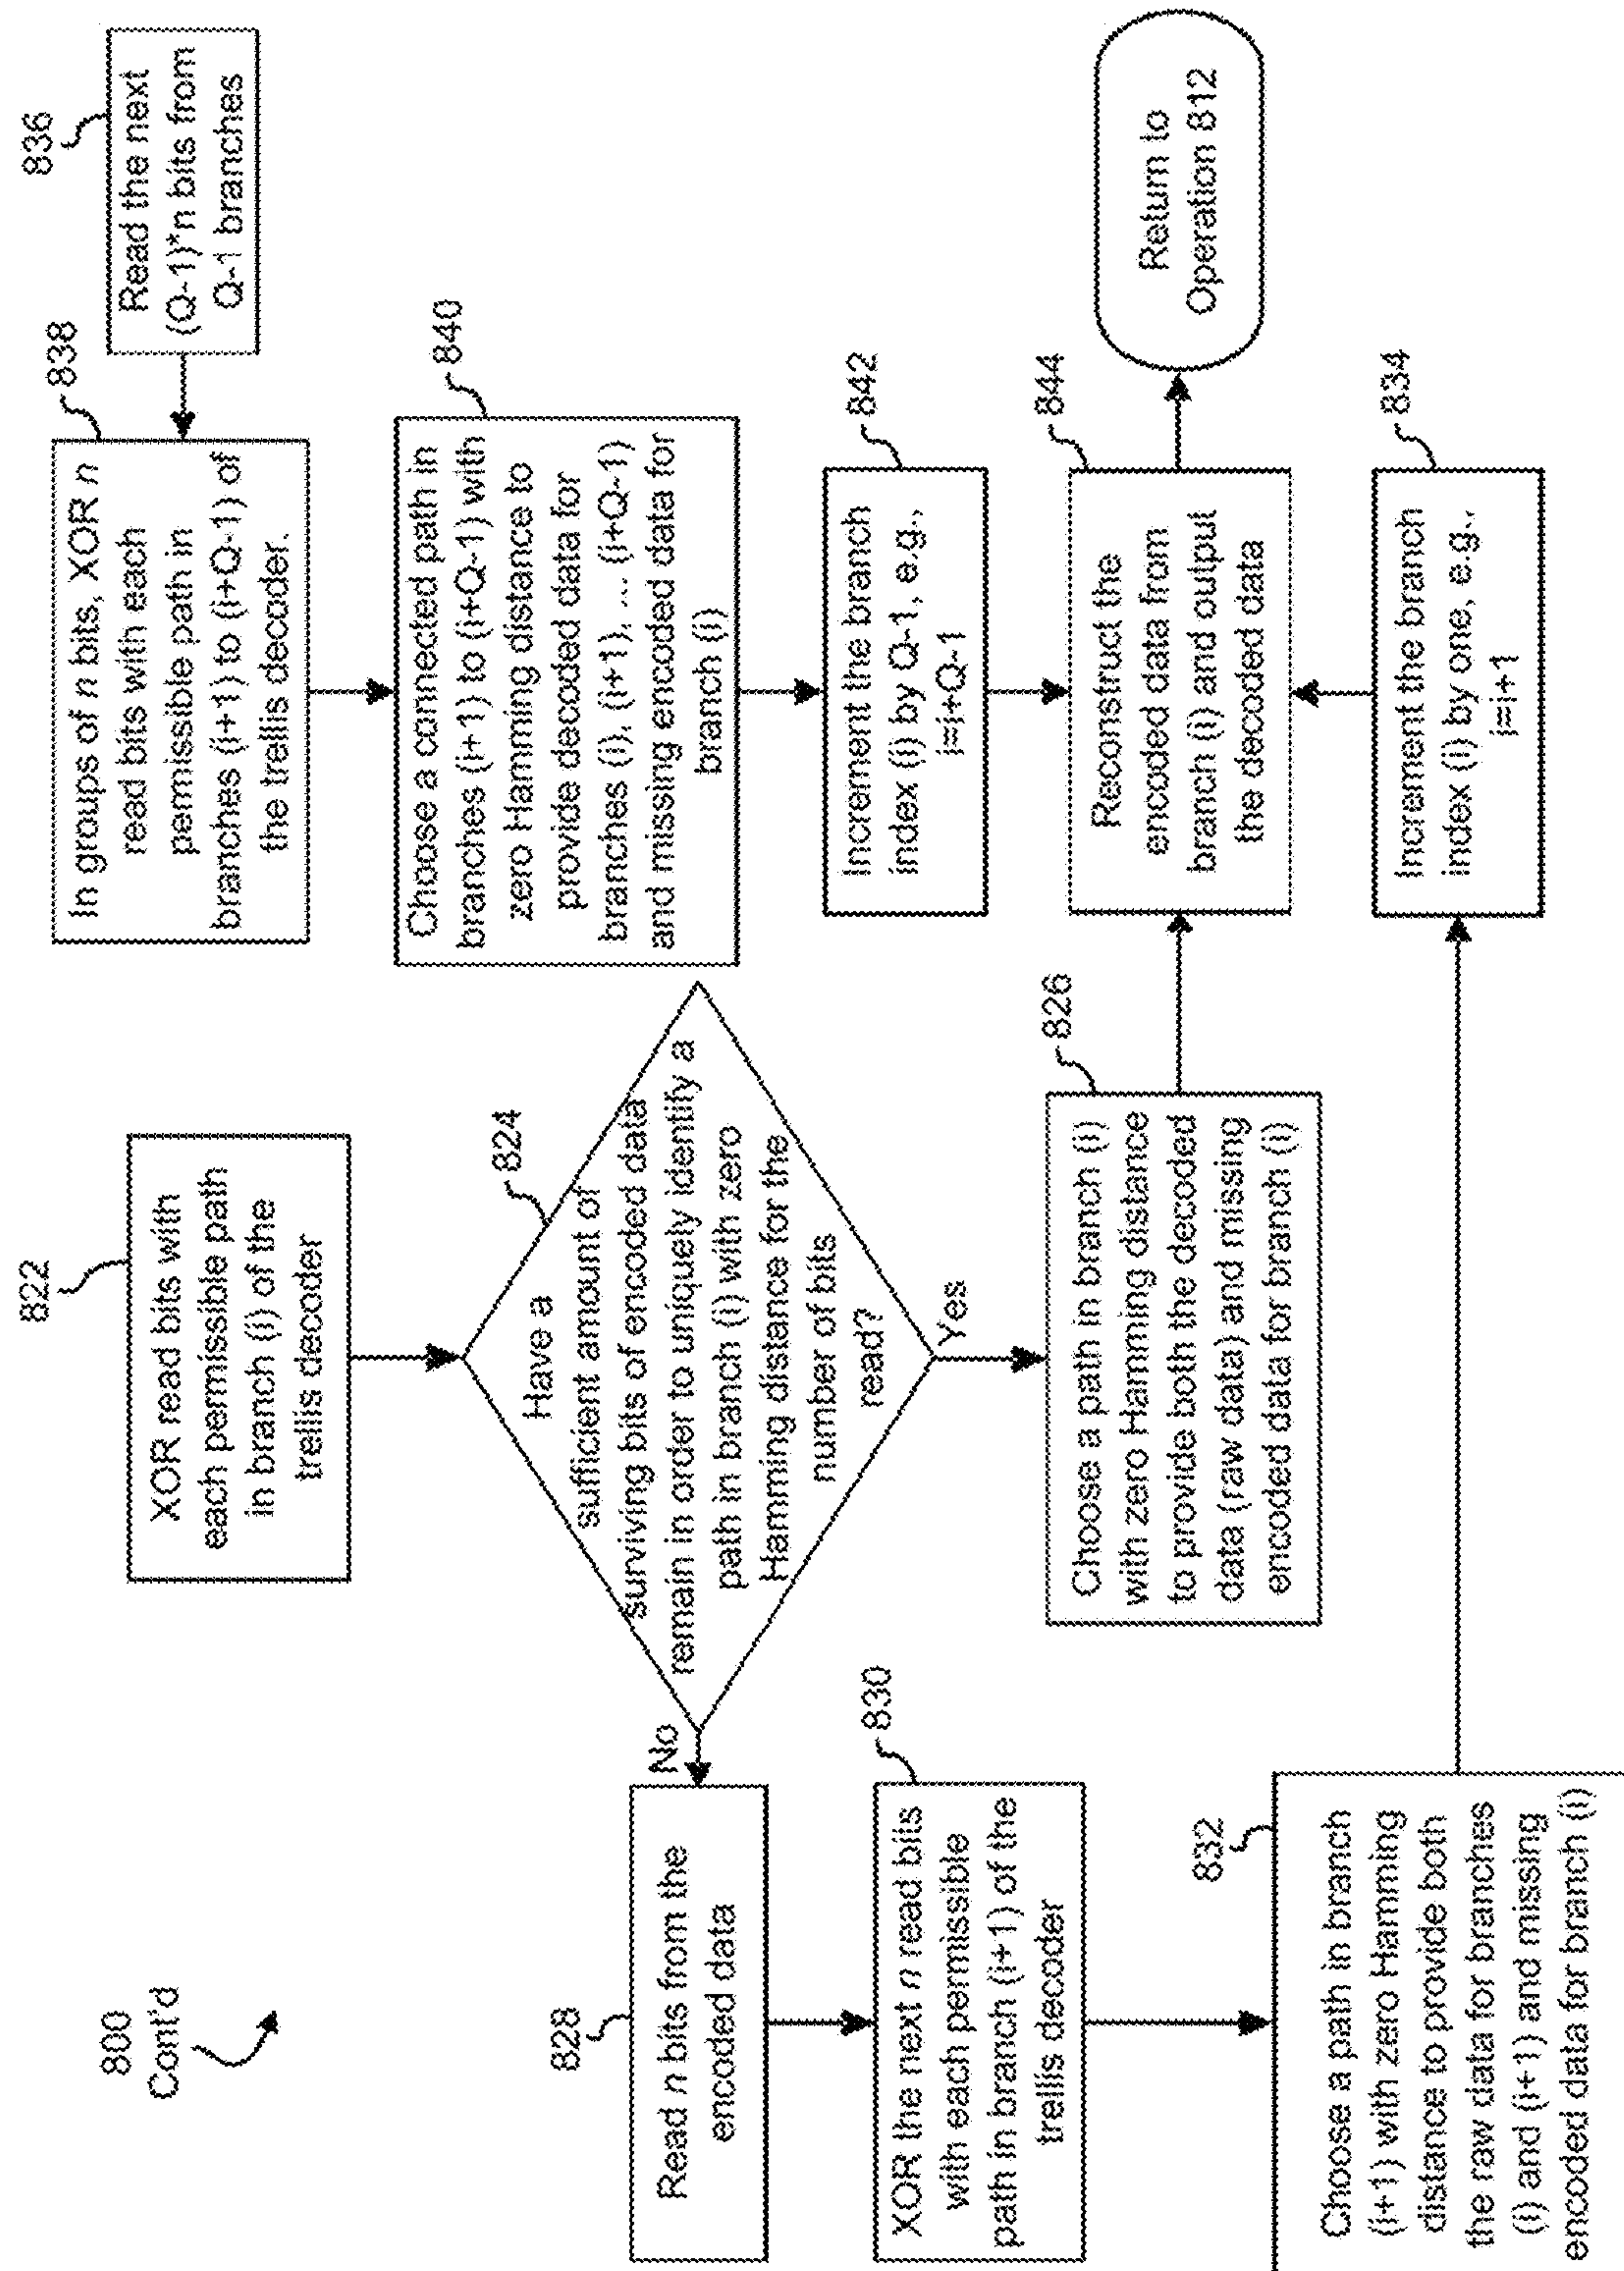 800
Cont'd
822
XOR read bits with
each permissible path
in branch (i) of the
trellis decoder
824
Have a
sufficient amount of
surviving bits of encoded data
remain in order to uniquely identify a
path in branch (i) with zero
Hamming distance for the
number of bits
read?
No
Yes
828
Read n bits from the
encoded data
830
XOR the next n read bits
with each permissible
path in branch (i+1) of the
trellis decoder
832
Choose a path in branch
(i+1) with zero Hamming
distance to provide both
the raw data for branches
(i) and (i+1) and missing
encoded data for branch (i)
826
Choose a path in branch (i)
with zero Hamming distance
to provide both the decoded
data (raw data) and missing
encoded data for branch (i)
836
Read the next
(Q-1)*n bits from
Q-1 branches
838
In groups of n bits, XOR n
read bits with each
permissible path in
branches (i+1) to (i+Q-1) of
the trellis decoder.
840
Choose a connected path in
branches (i+1) to (i+Q-1) with
zero Hamming distance to
provide decoded data for
branches (i), (i+1), ... (i+Q-1)
and missing encoded data for
branch (i)
842
Increment the branch
index (i) by Q-1, e.g.,
i=i+Q-1
844
Reconstruct the
encoded data from
branch (i) and output
the decoded data
834
Increment the branch
index (i) by one, e.g.,
i=i+1
Return to
Operation 812